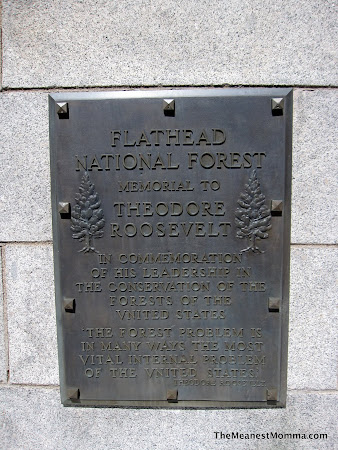 FLATHEAD
NATIONAL FOREST
MEMORIAL TO
THEODORE
ROOSEVELT
IN COMMEMORATION
OF HIS LEADERSHIP IN
THE CONSERVATION OF THE
FORESTS OF THE
VNITED STATES
"THE FOREST PROBLEM IS
IN MANY WAYS THE MOST
VITAL INTERNAL PROBLEM
OF THE VNITED STATES"
THEODORE ROOSEVELT
TheMeanestMomma.com